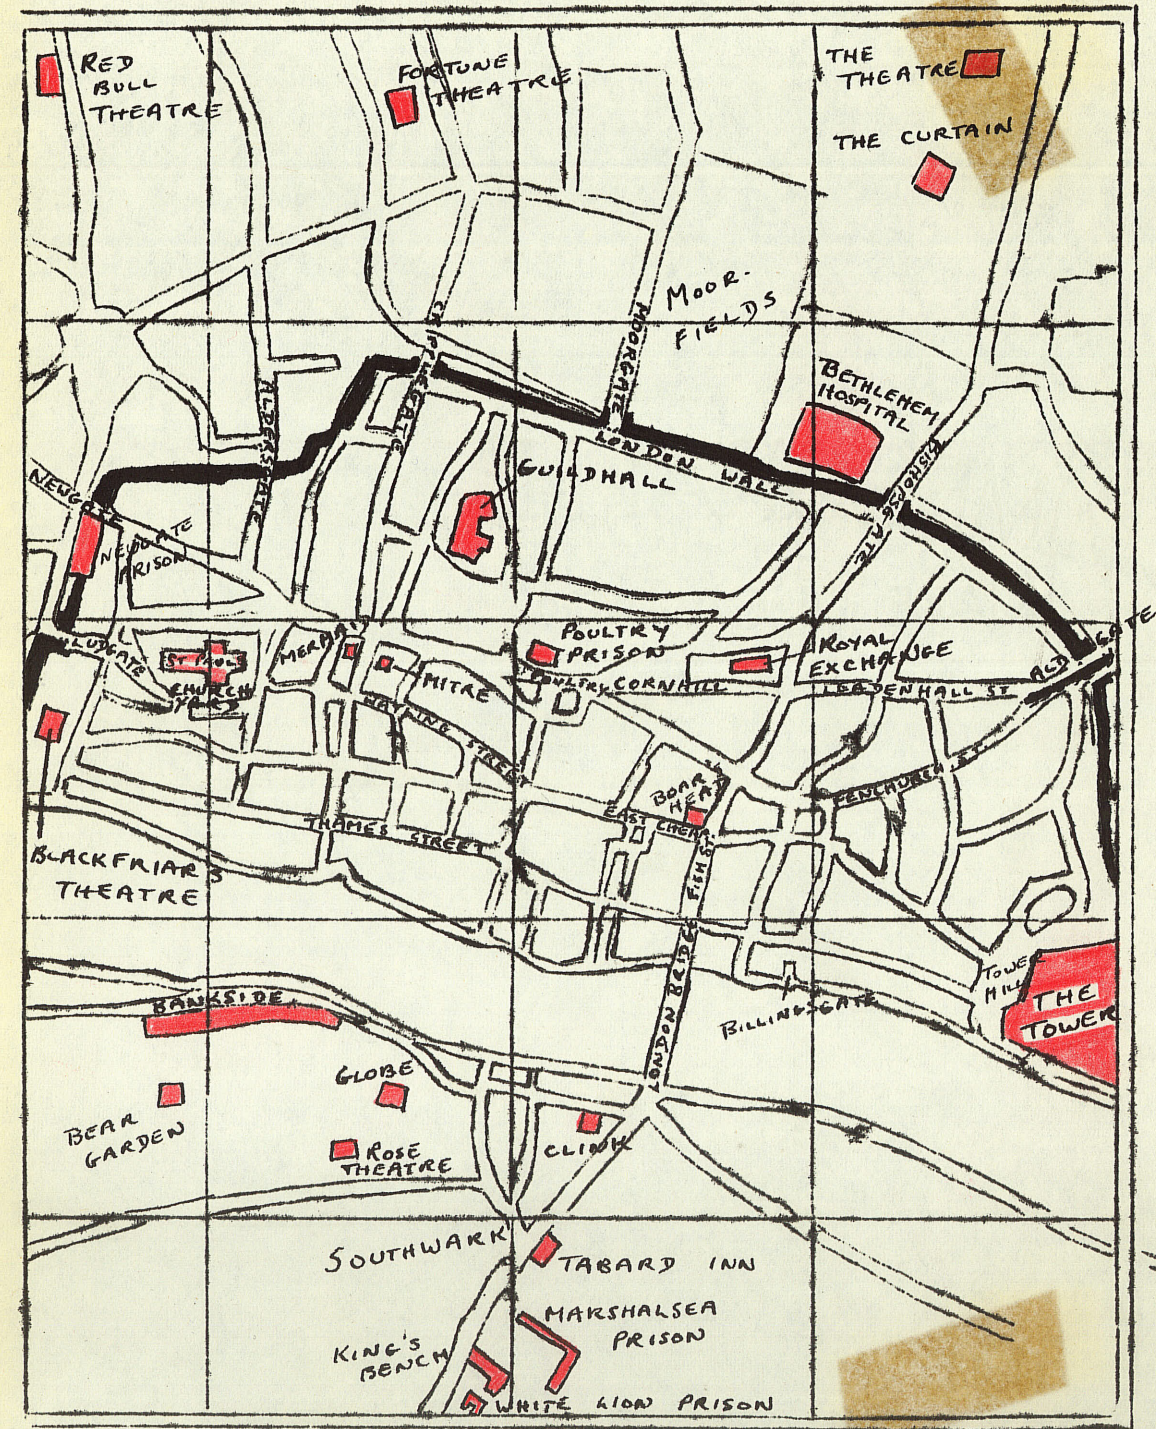 RED
BULL
THEATRE
FORTUNE
THEATRE
THE
THEATRE
THE CURTAIN
MOOR-
FIELDS
CRIPPLEGATE
MOORGATE
ALDERSGATE
BETHLEHEM
HOSPITAL
LONDON WALL
BISHOPSGATE
GUILDHALL
NEWGATE
NEWGATE
PRISON
LUDGATE
ST PAULS
CHURCH
YARD
MERMAID
MITRE
POULTRY
PRISON
POULTRY
CORNHILL
ROYAL
EXCHANGE
LEADENHALL ST
ALDGATE
WATLING STREET
BOAR'S
HEAD
EAST CHEAP
FENCHURCH ST.
THAMES STREET
FISH ST
BLACKFRIAR'S
THEATRE
LONDON BRIDGE
BILLINGSGATE
TOWER
HILL
THE
TOWER
BANKSIDE
BEAR
GARDEN
GLOBE
ROSE
THEATRE
CLINK
SOUTHWARK
TABARD INN
MARSHALSEA
PRISON
KING'S
BENCH
WHITE LION PRISON